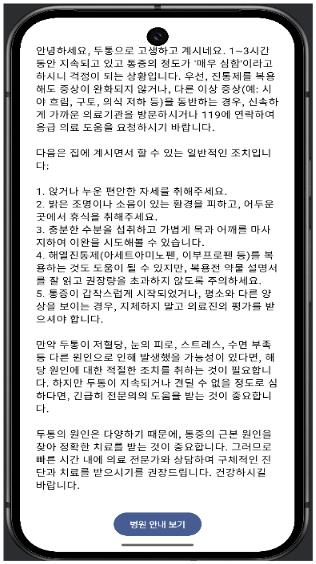 안녕하세요, 두통으로 고생하고 계시네요. 1~3시간
동안 지속되고 있고 통증의 정도가 '매우 심함'이라고
하시니 걱정이 되는 상황입니다. 우선, 진통제를 복용
해도 증상이 완화되지 않거나, 다른 이상 증상(예: 시
야 흐림, 구토, 의식 저하 등)을 동반하는 경우, 신속하
게 가까운 의료기관을 방문하시거나 119에 연락하여
응급 의료 도움을 요청하시기 바랍니다.
다음은 집에 계시면서 할 수 있는 일반적인 조치입니
다:
1. 앉거나 누운 편안한 자세를 취해주세요.
2. 밝은 조명이나 소음이 있는 환경을 피하고, 어두운
곳에서 휴식을 취해주세요.
3. 충분한 수분을 섭취하고 가볍게 목과 어깨를 마사
지하여 이완을 시도해볼 수 있습니다.
4. 해열진통제(아세트아미노펜, 이부프로펜 등)를 복
용하는 것도 도움이 될 수 있지만, 복용전 약물 설명서
를 잘 읽고 권장량을 초과하지 않도록 주의하세요.
5. 통증이 갑작스럽게 시작되었거나, 평소와 다른 양
상을 보이는 경우, 지체하지 말고 의료진의 평가를 받
으셔야 합니다.
만약 두통이 저혈당, 눈의 피로, 스트레스, 수면 부족
등 다른 원인으로 인해 발생했을 가능성이 있다면, 해
당 원인에 대한 적절한 조치를 취하는 것이 필요합니
다. 하지만 두통이 지속되거나 견딜 수 없을 정도로 심
하다면, 긴급히 전문의의 도움을 받는 것이 중요합니
다.
두통의 원인은 다양하기 때문에, 통증의 근본 원인을
찾아 정확한 치료를 받는 것이 중요합니다. 그러므로
빠른 시간 내에 의료 전문가와 상담하여 구체적인 진
단과 치료를 받으시기를 권장드립니다. 건강하시길
바랍니다.
병원 안내 보기